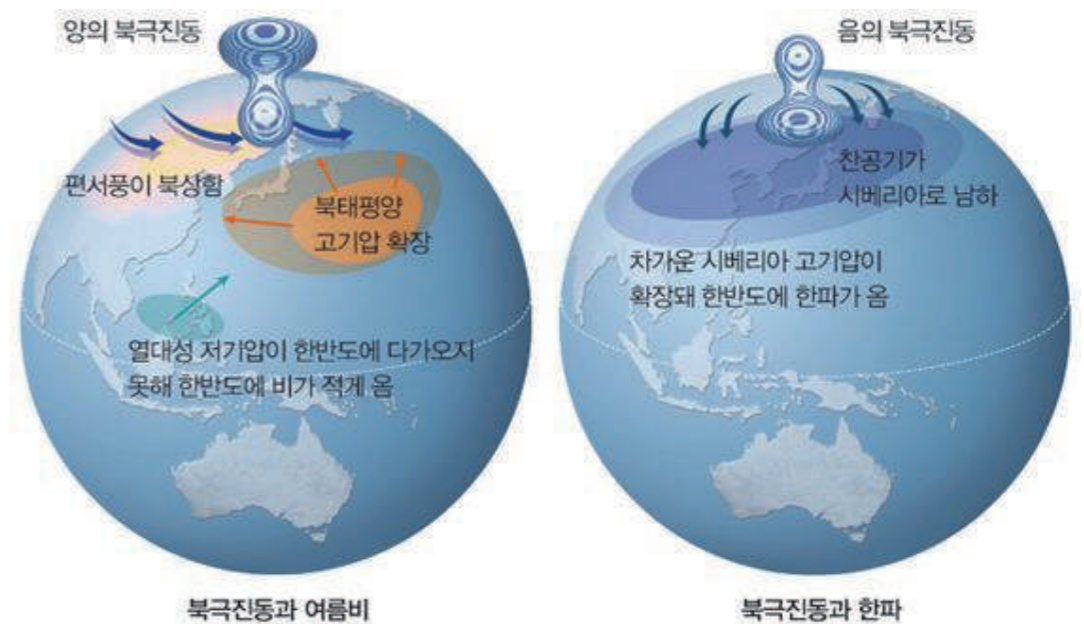 양의 북극진동
편서풍이 북상함
북태평양
고기압 확장
열대성 저기압이 한반도에 다가오지
못해 한반도에 비가 적게 옴
북극진동과 여름비
음의 북극진동
찬공기가
시베리아로 남하
차가운 시베리아 고기압이
확장돼 한반도에 한파가 옴
북극진동과 한파